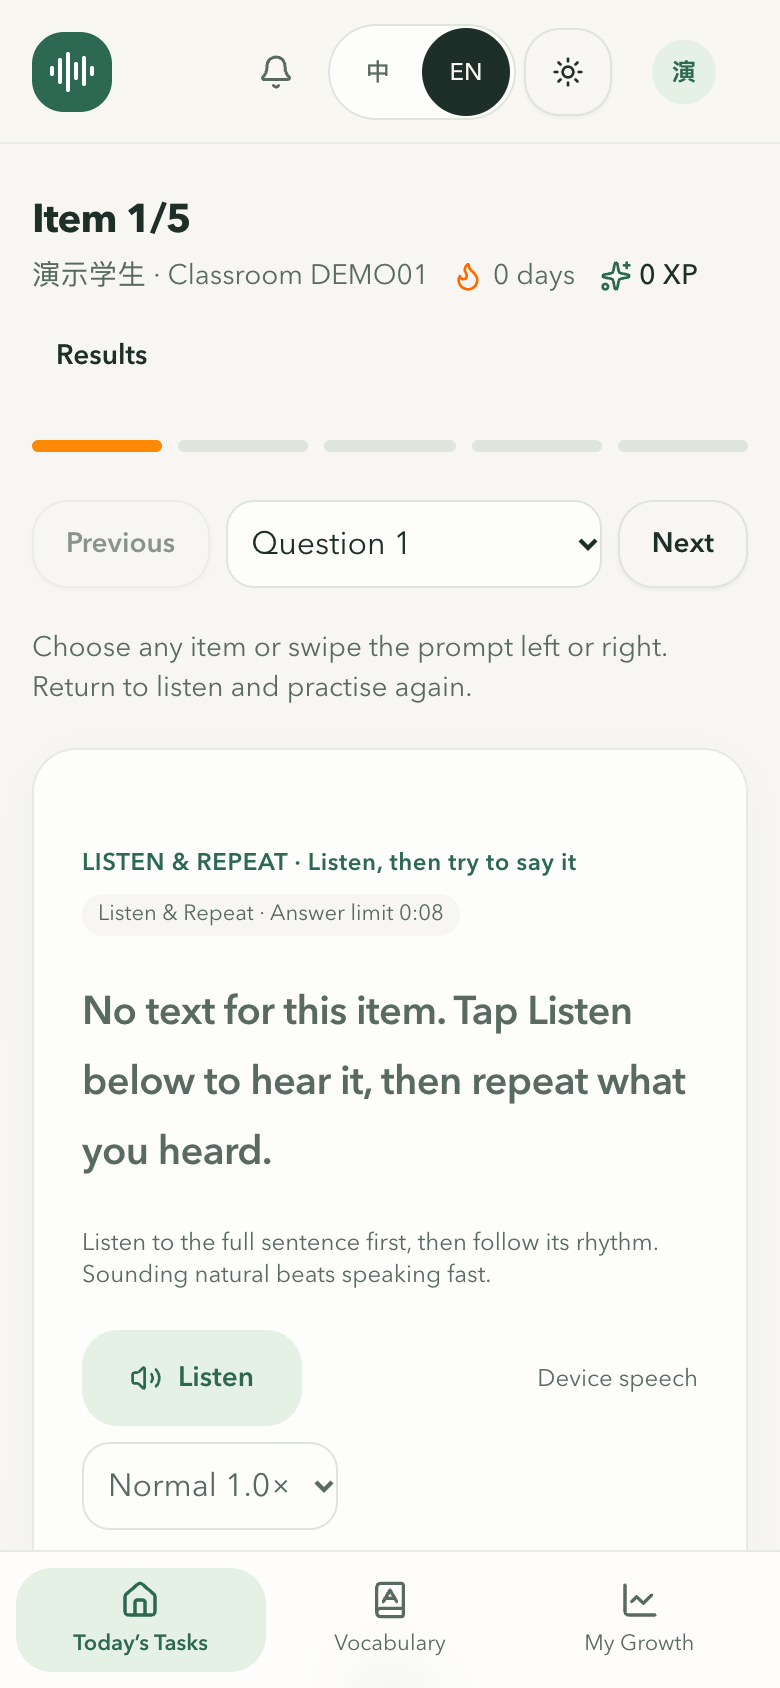 中
EN
演
Item 1/5
演示学生 · Classroom DEMO01 0 days 0 XP
Results
Previous
Question 1
Next
Choose any item or swipe the prompt left or right.
Return to listen and practise again.
LISTEN & REPEAT · Listen, then try to say it
Listen & Repeat · Answer limit 0:08
No text for this item. Tap Listen
below to hear it, then repeat what
you heard.
Listen to the full sentence first, then follow its rhythm.
Sounding natural beats speaking fast.
Listen
Device speech
Normal 1.0×
Today's Tasks
Vocabulary
My Growth